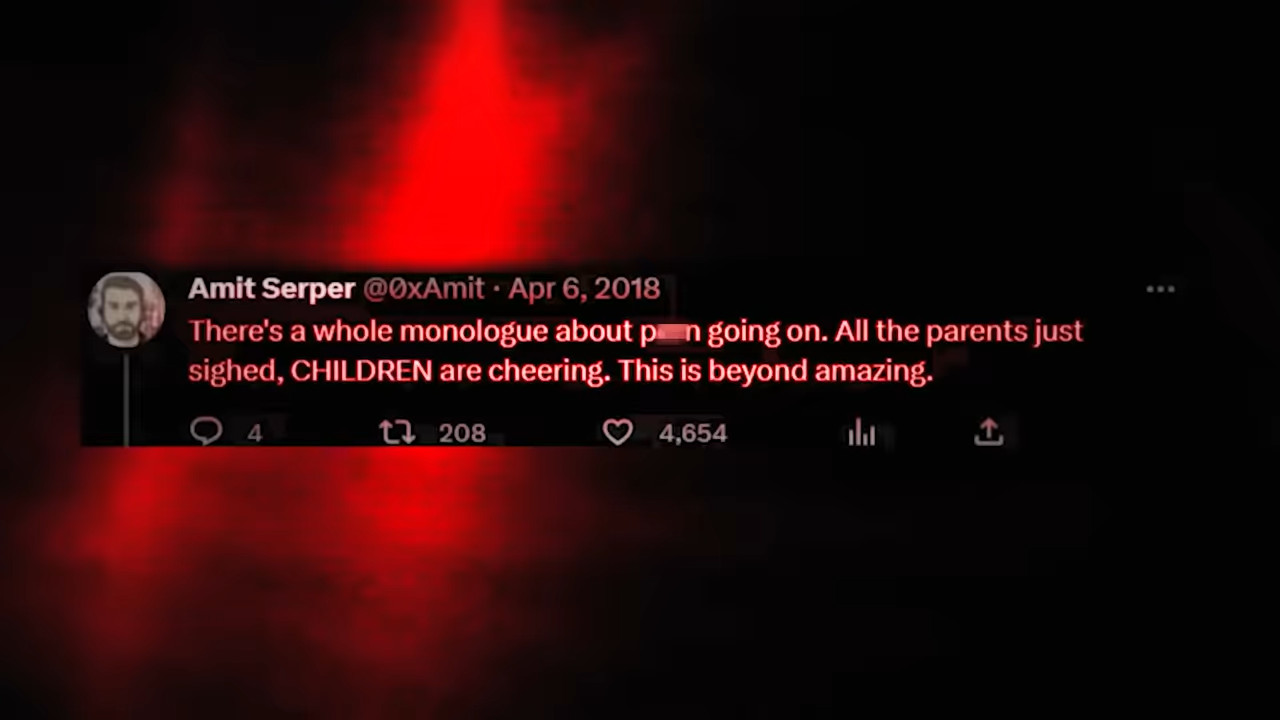 Amit Serper @0xAmit · Apr 6, 2018
There's a whole monologue about p n going on. All the parents just
sighed, CHILDREN are cheering. This is beyond amazing.
4 208 4,654